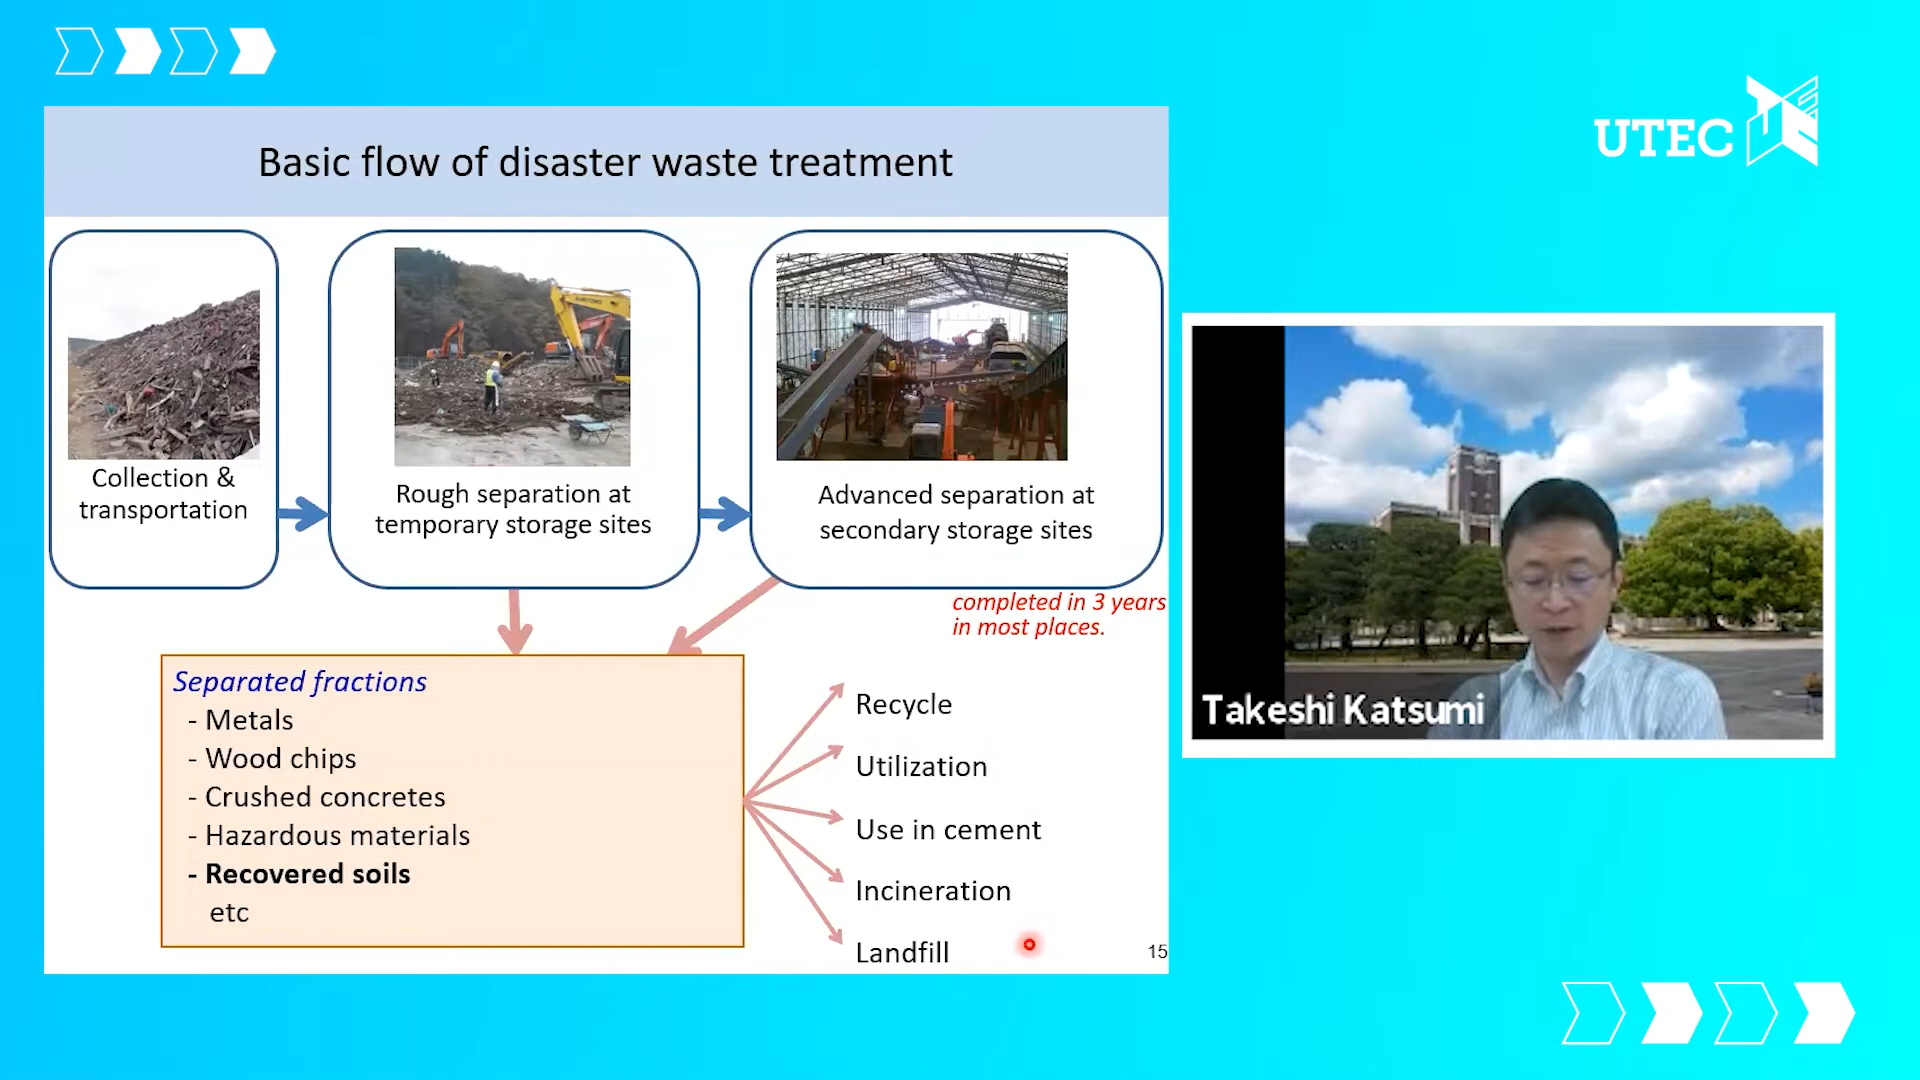 UTEC
Basic flow of disaster waste treatment
Collection &
transportation
Rough separation at
temporary storage sites
Advanced separation at
secondary storage sites
completed in 3 years
in most places.
Separated fractions
- Metals
- Wood chips
- Crushed concretes
- Hazardous materials
- Recovered soils
etc
Recycle
Utilization
Use in cement
Incineration
Landfill
15
Takeshi Katsumi